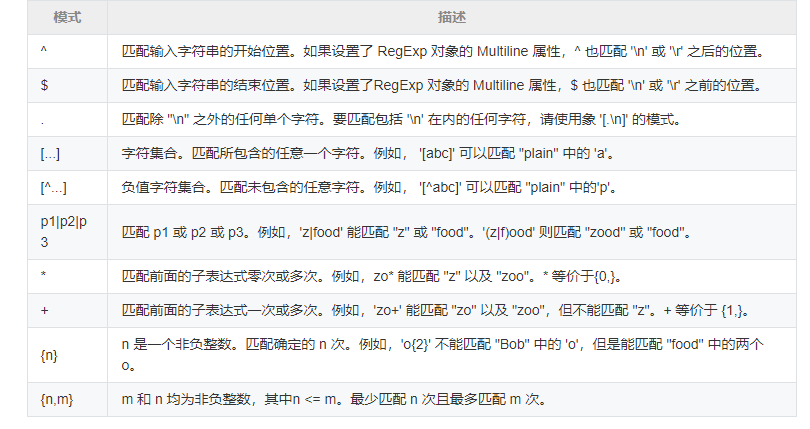 模式 描述
^ 匹配输入字符串的开始位置。如果设置了 RegExp 对象的 Multiline 属性，^ 也匹配 '\n' 或 '\r' 之后的位置。
$ 匹配输入字符串的结束位置。如果设置了RegExp 对象的 Multiline 属性，$ 也匹配 '\n' 或 '\r' 之前的位置。
. 匹配除 "\n" 之外的任何单个字符。要匹配包括 '\n' 在内的任何字符，请使用象 '[.\n]' 的模式。
[...] 字符集合。匹配所包含的任意一个字符。例如， '[abc]' 可以匹配 "plain" 中的 'a'。
[^...] 负值字符集合。匹配未包含的任意字符。例如， '[^abc]' 可以匹配 "plain" 中的'p'。
p1|p2|p
3
匹配 p1 或 p2 或 p3。例如，'z|food' 能匹配 "z" 或 "food"。'(z|f)ood' 则匹配 "zood" 或 "food"。
* 匹配前面的子表达式零次或多次。例如，zo* 能匹配 "z" 以及 "zoo"。* 等价于{0,}。
+ 匹配前面的子表达式一次或多次。例如，'zo+' 能匹配 "zo" 以及 "zoo"，但不能匹配 "z"。+ 等价于 {1,}。
{n} n 是一个非负整数。匹配确定的 n 次。例如，'o{2}' 不能匹配 "Bob" 中的 'o'，但是能匹配 "food" 中的两个
o。
{n,m} m 和 n 均为非负整数，其中n <= m。最少匹配 n 次且最多匹配 m 次。